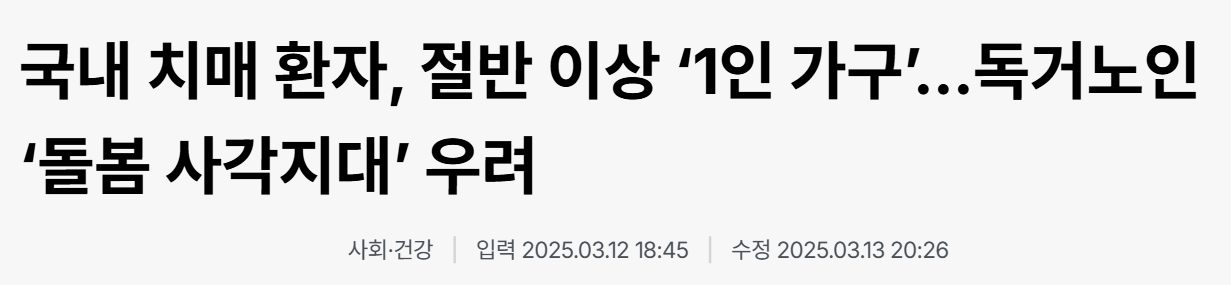 국내 치매 환자, 절반 이상 ‘1인 가구’…독거노인
‘돌봄 사각지대’ 우려
사회·건강 | 입력 2025.03.12 18:45 | 수정 2025.03.13 20:26